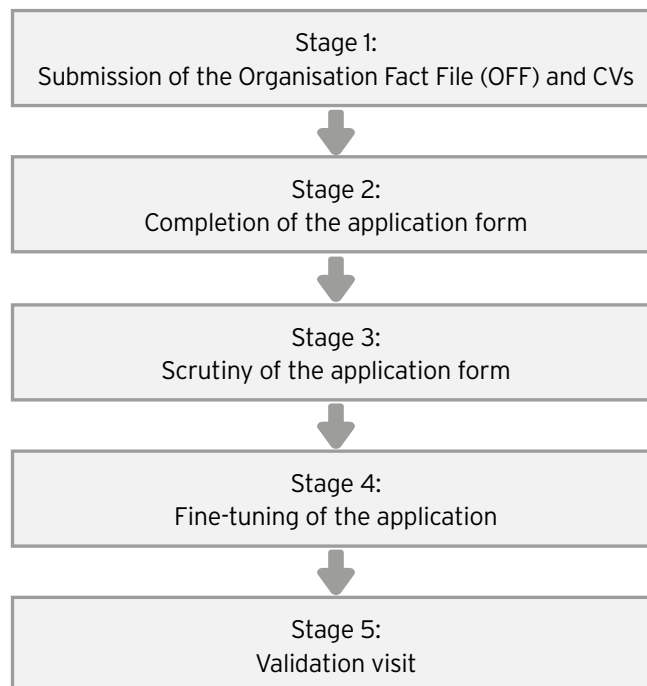 Stage 1:
Submission of the Organisation Fact File (OFF) and CVs
Stage 2:
Completion of the application form
Stage 3:
Scrutiny of the application form
Stage 4:
Fine-tuning of the application
Stage 5:
Validation visit